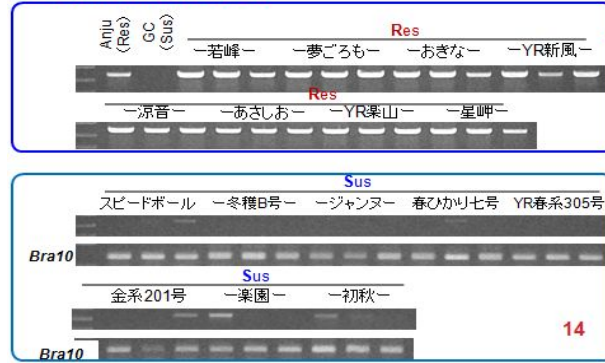 Anju (Res)
GC (Sus)
Res
ー若峰ー ー夢ごろもー ーおきなー ーYR新風ー
Res
ー涼音ー ーあさしおー ーYR楽山ー ー星岬ー
Sus
スピードボール ー冬穫B号ー ージャンヌー 春ひかり七号 YR春系305号
Bra10
Sus
金系201号 ー楽園ー ー初秋ー
14
Bra10